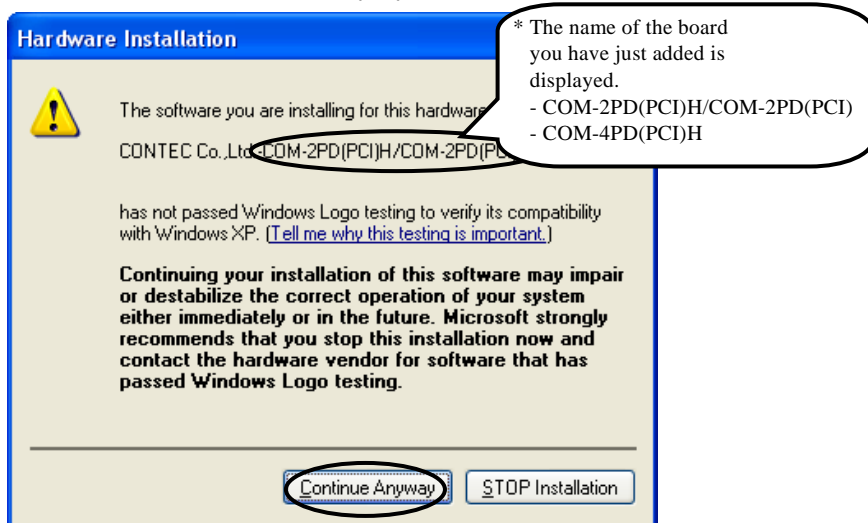 Hardware Installation
* The name of the board
you have just added is
displayed.
- COM-2PD(PCI)H/COM-2PD(PCI)
- COM-4PD(PCI)H
The software you are installing for this hardware
CONTEC Co.,Ltd.-COM-2PD(PCI)H/COM-2PD(PC
has not passed Windows Logo testing to verify its compatibility
with Windows XP. (Tell me why this testing is important.)
Continuing your installation of this software may impair
or destabilize the correct operation of your system
either immediately or in the future. Microsoft strongly
recommends that you stop this installation now and
contact the hardware vendor for software that has
passed Windows Logo testing.
Continue Anyway
STOP Installation